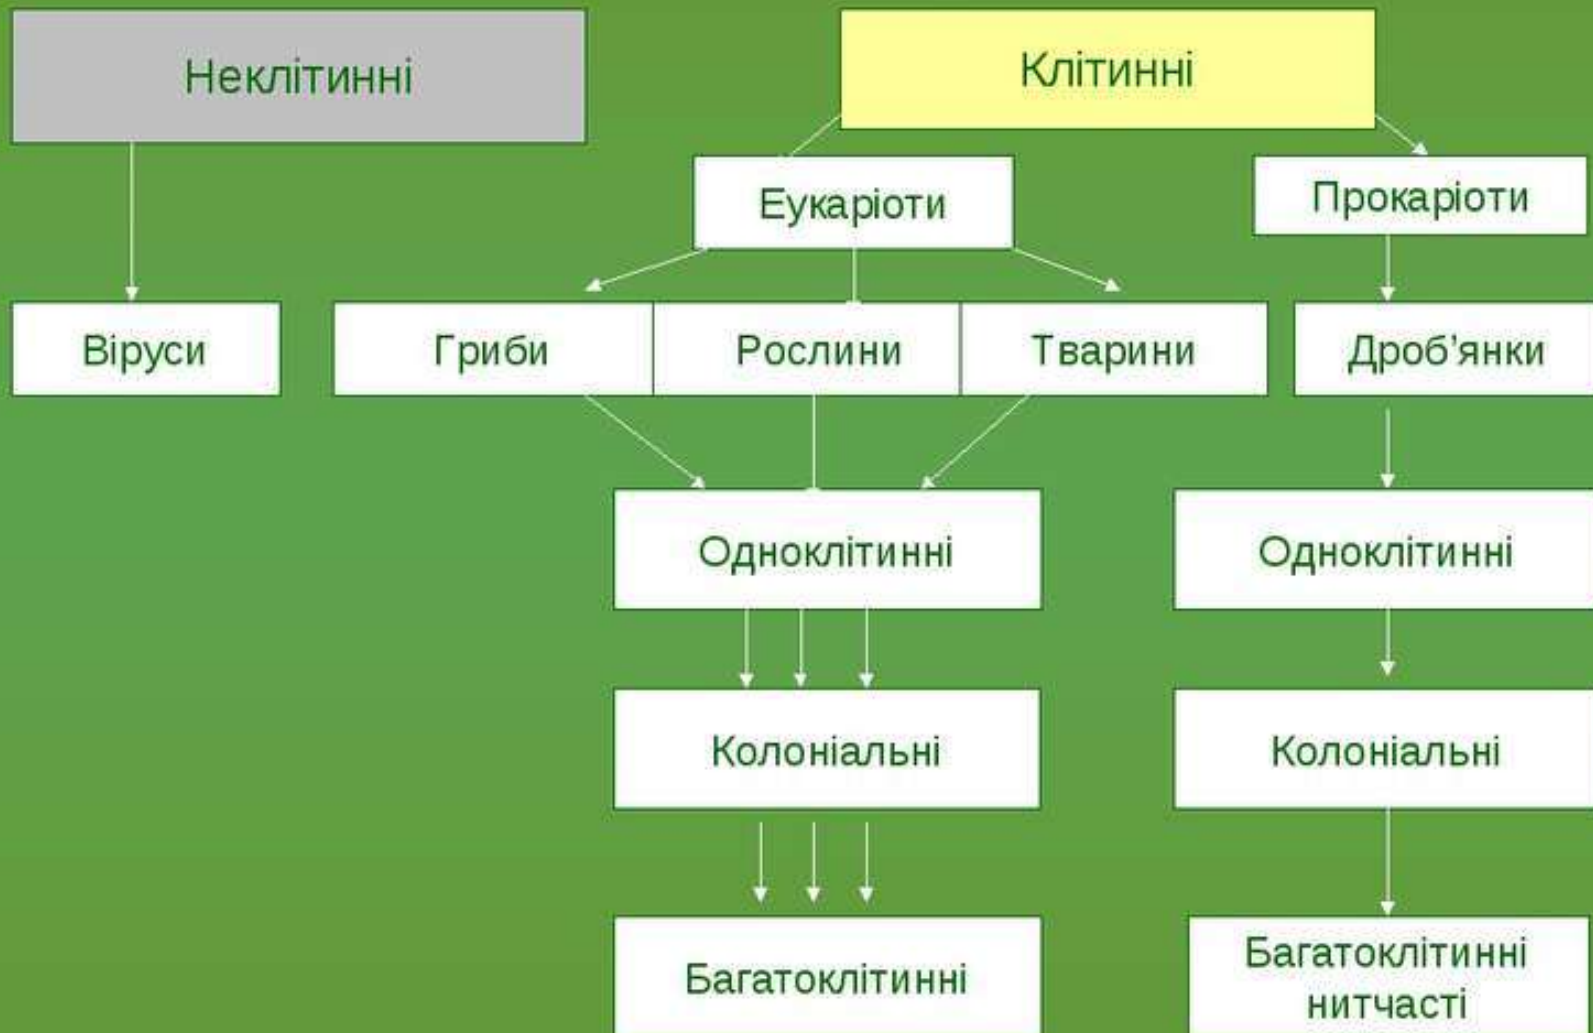 Неклітинні
Клітинні
Еукаріоти
Прокаріоти
Віруси
Гриби
Рослини
Тварини
Дроб’янки
Одноклітинні
Одноклітинні
Колоніальні
Колоніальні
Багатоклітинні
Багатоклітинні
нитчасті